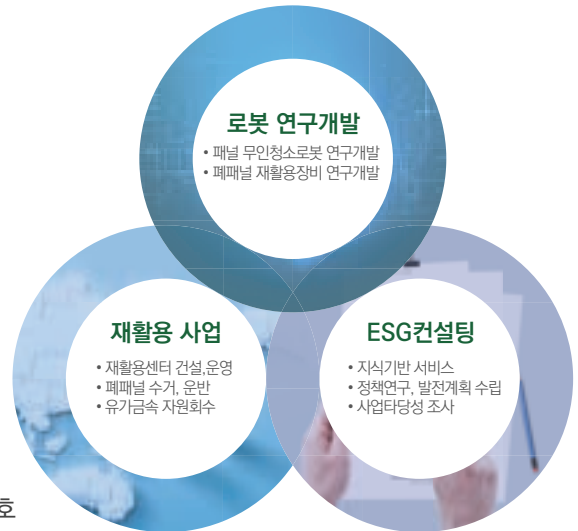 로봇 연구개발
• 패널 무인청소로봇 연구개발
• 폐패널 재활용장비 연구개발
재활용 사업
• 재활용센터 건설,운영
• 폐패널 수거, 운반
• 유가금속 자원회수
ESG컨설팅
• 지식기반 서비스
• 정책연구, 발전계획 수립
• 사업타당성 조사
호